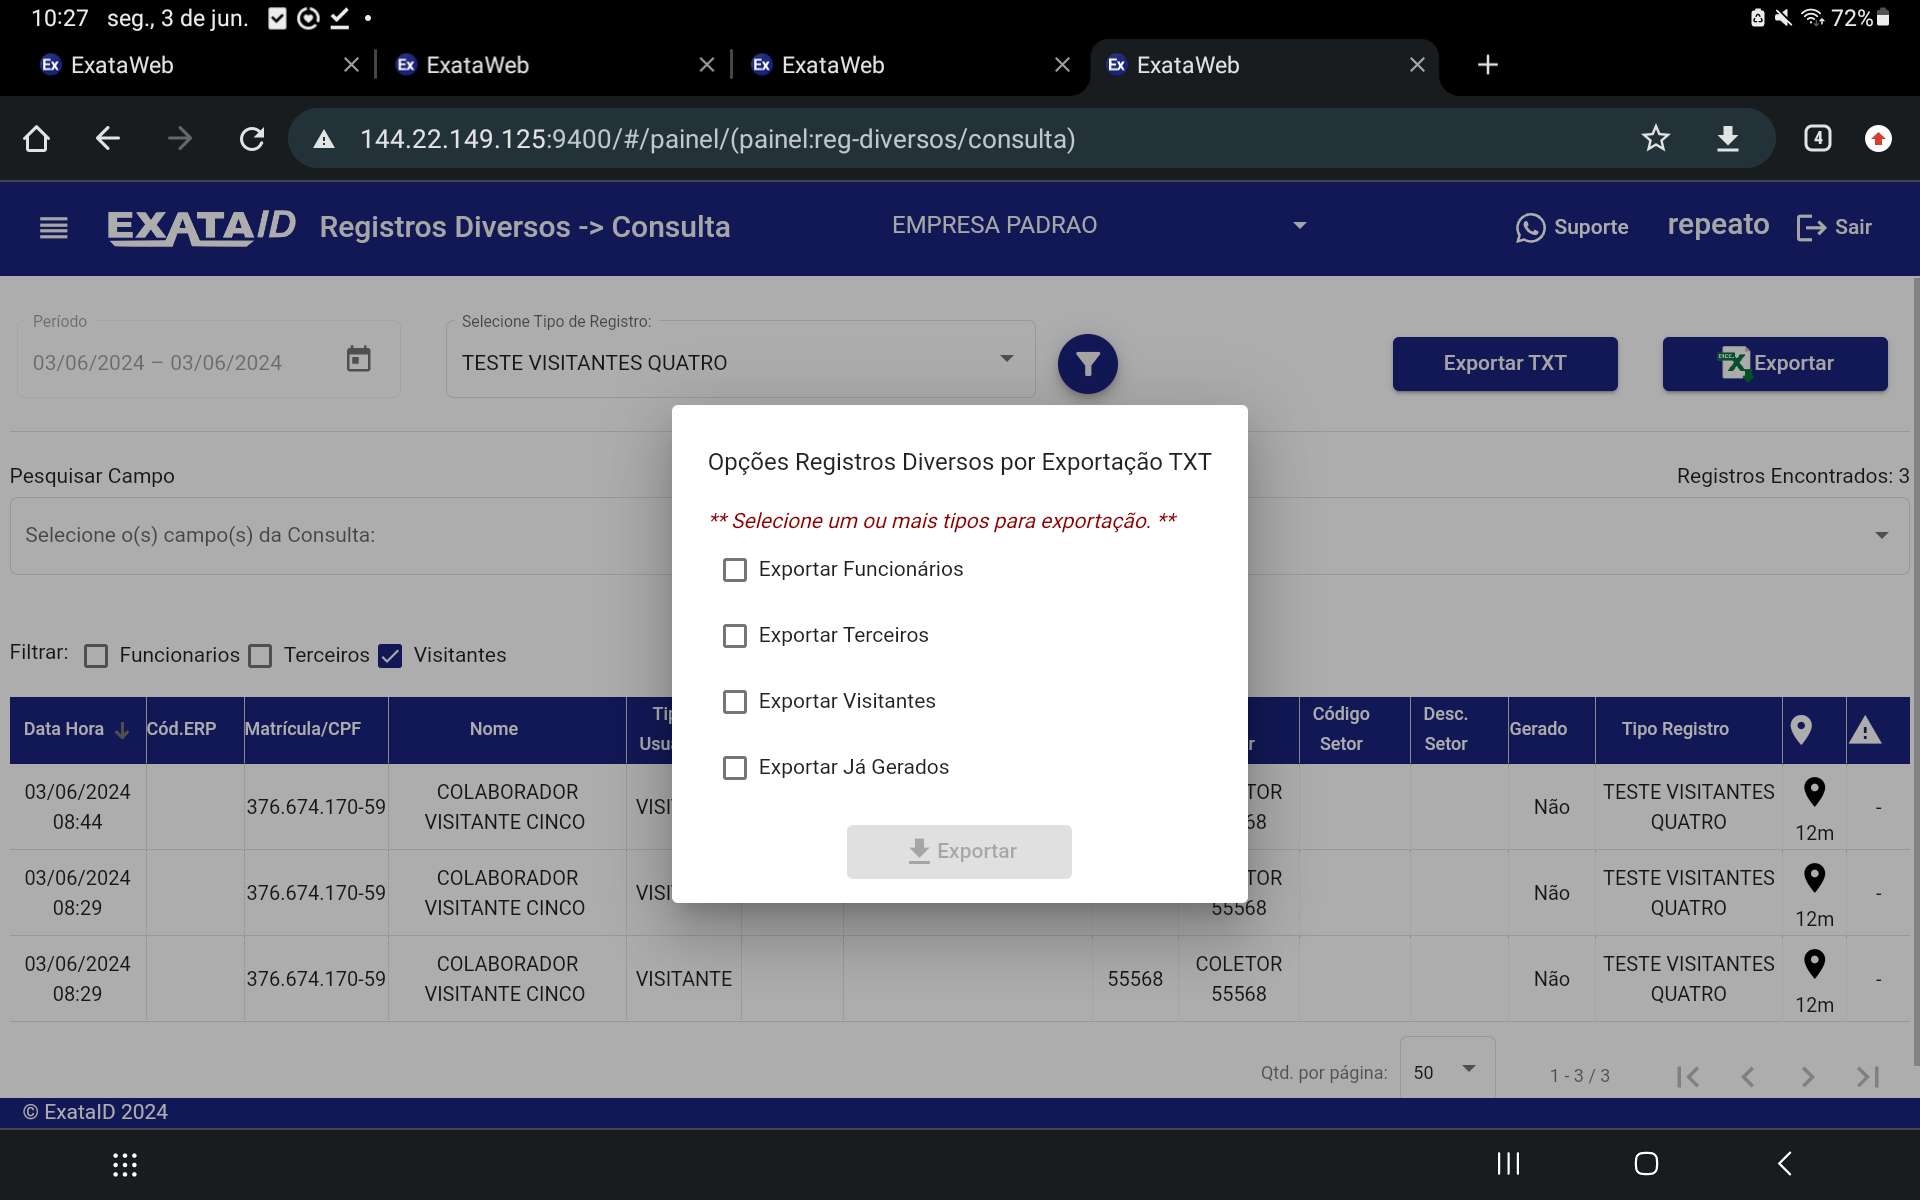 10:27 seg., 3 de jun. 72%
ExataWeb ExataWeb ExataWeb ExataWeb
144.22.149.125:9400/#/painel/(painel:reg-diversos/consulta) 4
EXATA/ID Registros Diversos -> Consulta EMPRESA PADRAO Suporte repeato Sair
Período
03/06/2024 – 03/06/2024
Selecione Tipo de Registro:
TESTE VISITANTES QUATRO
Exportar TXT
Exportar
Pesquisar Campo
Registros Encontrados: 3
Selecione o(s) campo(s) da Consulta:
Opções Registros Diversos por Exportação TXT
** Selecione um ou mais tipos para exportação. **
Exportar Funcionários
Exportar Terceiros
Exportar Visitantes
Exportar Já Gerados
Exportar
Filtrar: Funcionarios Terceiros Visitantes
Data Hora Cód.ERP Matrícula/CPF Nome Código Setor Desc. Setor Gerado Tipo Registro
03/06/2024 08:44 376.674.170-59 COLABORADOR VISITANTE CINCO Não TESTE VISITANTES QUATRO 12m -
03/06/2024 08:29 376.674.170-59 COLABORADOR VISITANTE CINCO 55568 Não TESTE VISITANTES QUATRO 12m -
03/06/2024 08:29 376.674.170-59 COLABORADOR VISITANTE CINCO VISITANTE 55568 COLETOR 55568 Não TESTE VISITANTES QUATRO 12m -
Qtd. por página: 50 1 - 3 / 3
© ExataID 2024